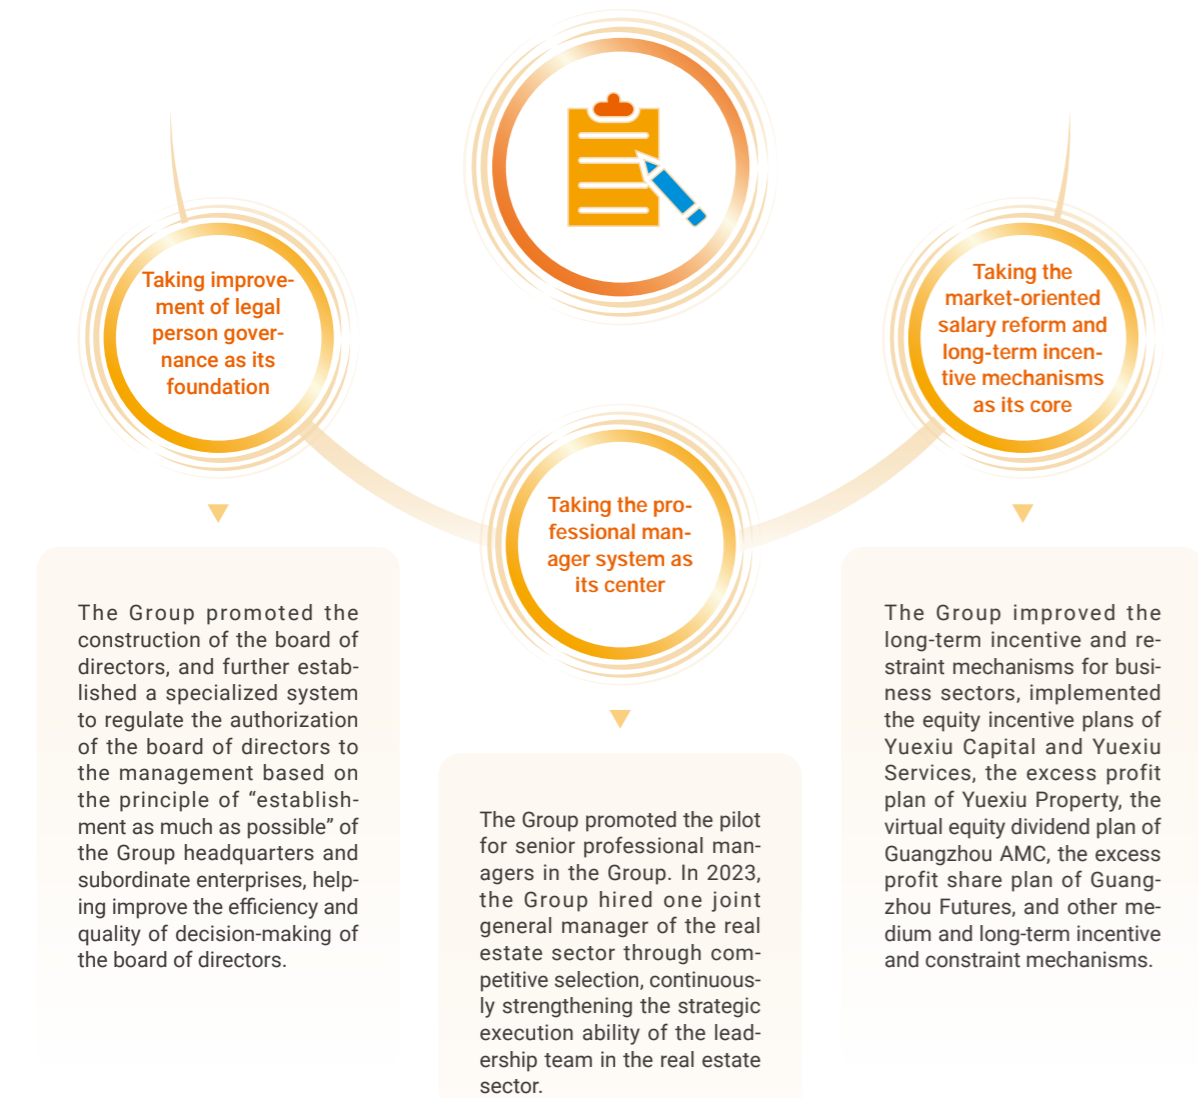 Taking improve-
ment of legal
person gover-
nance as its
foundation
The Group promoted the
construction of the board of
directors, and further estab-
lished a specialized system
to regulate the authorization
of the board of directors to
the management based on
the principle of “establish-
ment as much as possible” of
the Group headquarters and
subordinate enterprises, help-
ing improve the efficiency and
quality of decision-making of
the board of directors.
Taking the pro-
fessional man-
ager system as
its center
The Group promoted the pilot
for senior professional man-
agers in the Group. In 2023,
the Group hired one joint
general manager of the real
estate sector through com-
petitive selection, continuous-
ly strengthening the strategic
execution ability of the lead-
ership team in the real estate
sector.
Taking the
market-oriented
salary reform and
long-term incen-
tive mechanisms
as its core
The Group improved the
long-term incentive and re-
straint mechanisms for busi-
ness sectors, implemented
the equity incentive plans of
Yuexiu Capital and Yuexiu
Services, the excess profit
plan of Yuexiu Property, the
virtual equity dividend plan of
Guangzhou AMC, the excess
profit share plan of Guang-
zhou Futures, and other me-
dium and long-term incentive
and constraint mechanisms.